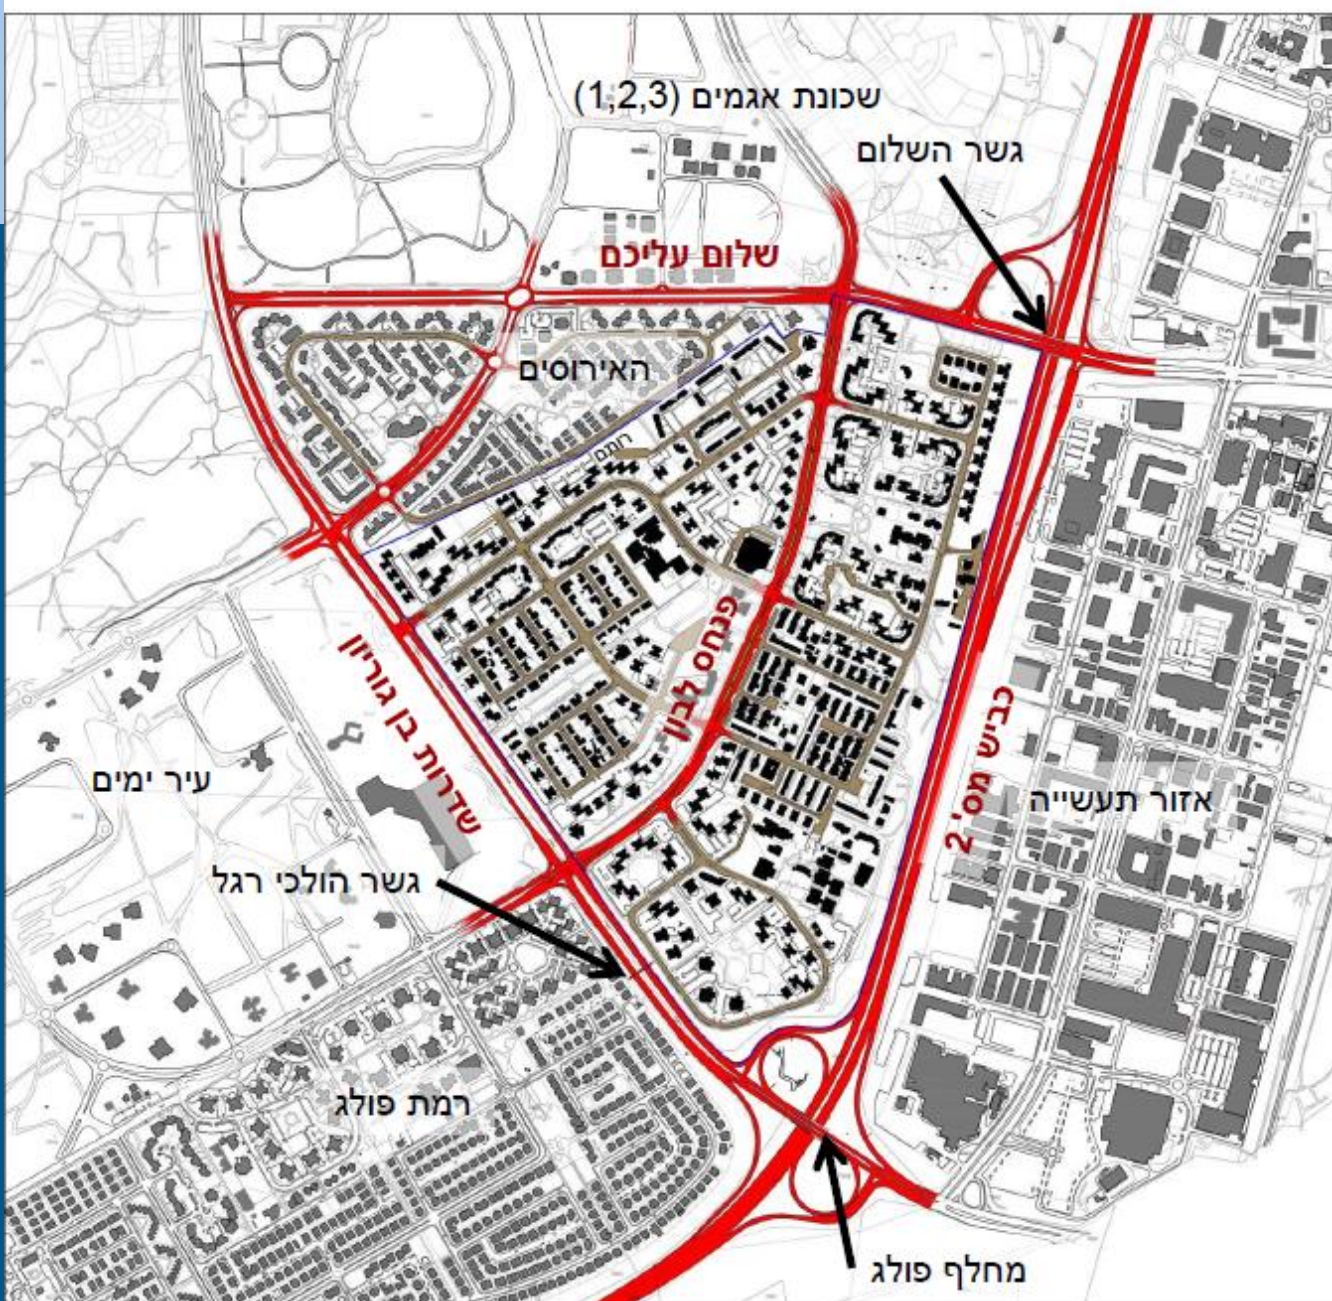 שכונת אגמים (1,2,3)
גשר השלום
שלום עליכם
האירוסים
חתם
פנחס לבון
שדרות בן גוריון
כביש מס' 2
עיר ימים
אזור תעשייה
גשר הולכי רגל
רמת פולג
מחלף פולג